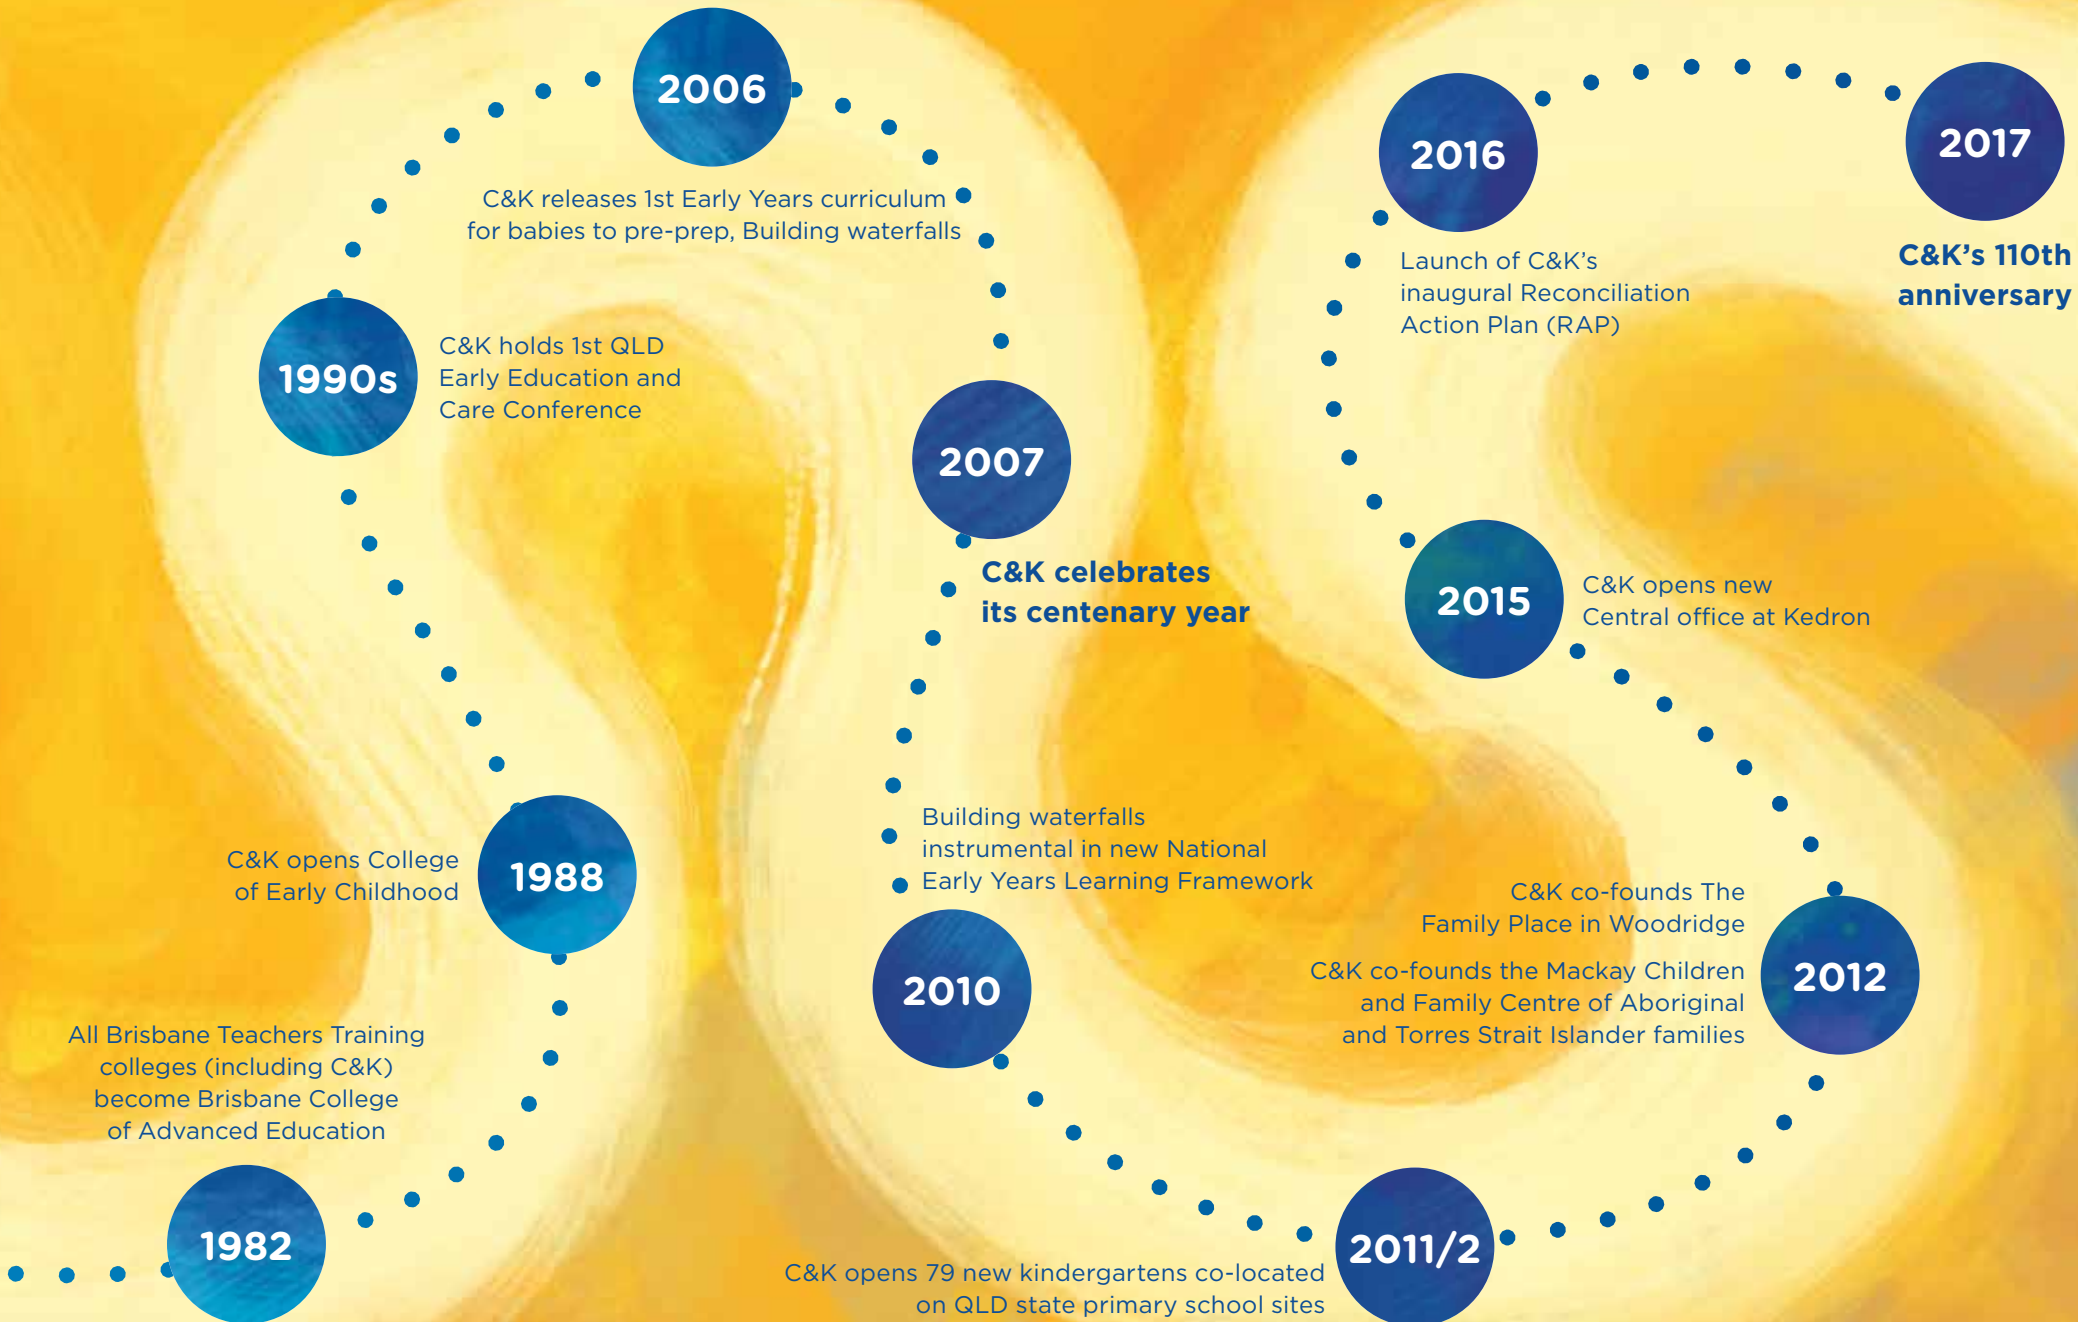 1982
All Brisbane Teachers Training
colleges (including C&K)
become Brisbane College
of Advanced Education
1988
C&K opens College
of Early Childhood
1990s
C&K holds 1st QLD
Early Education and
Care Conference
2006
C&K releases 1st Early Years curriculum
for babies to pre-prep, Building waterfalls
2007
C&K celebrates
its centenary year
2010
Building waterfalls
instrumental in new National
Early Years Learning Framework
2011/2
C&K opens 79 new kindergartens co-located
on QLD state primary school sites
2012
C&K co-founds The
Family Place in Woodridge
C&K co-founds the Mackay Children
and Family Centre of Aboriginal
and Torres Strait Islander families
2015
C&K opens new
Central office at Kedron
2016
Launch of C&K's
inaugural Reconciliation
Action Plan (RAP)
2017
C&K's 110th
anniversary